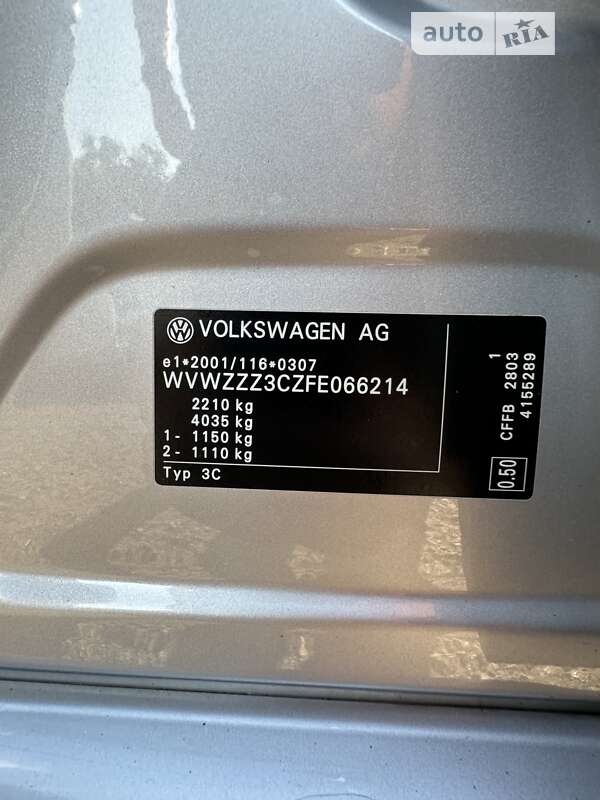 auto RIA
VOLKSWAGEN AG
e1*2001/116*0307
WVWZZZ3CZFE066214
2210 kg
4035 kg
1 - 1150 kg
2 - 1110 kg
Typ 3C
1
CFFB 2803
4155289
0.50